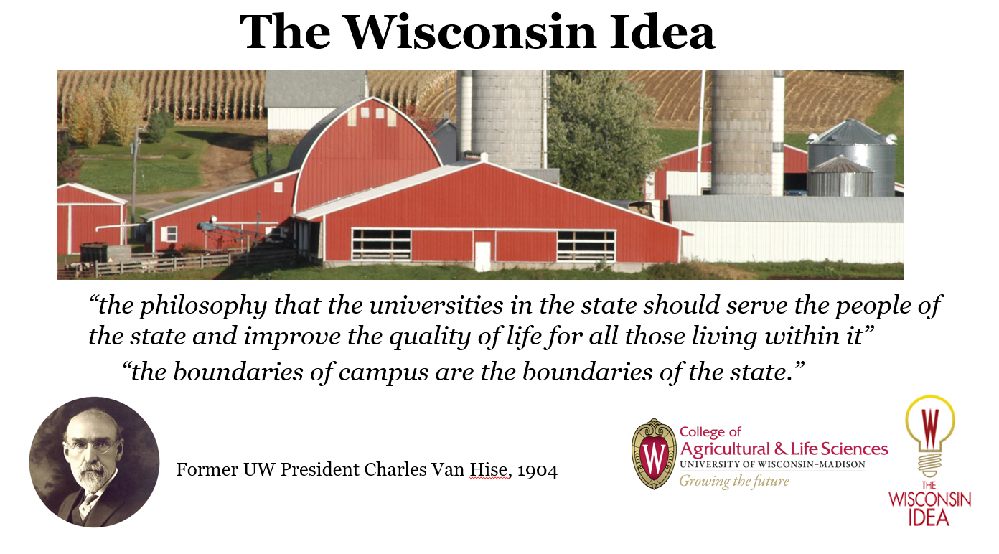 The Wisconsin Idea
“the philosophy that the universities in the state should serve the people of
the state and improve the quality of life for all those living within it”
“the boundaries of campus are the boundaries of the state.”
Former UW President Charles Van Hise, 1904
W
College of
Agricultural & Life Sciences
UNIVERSITY OF WISCONSIN–MADISON
Growing the future
W
THE
WISCONSIN
IDEA